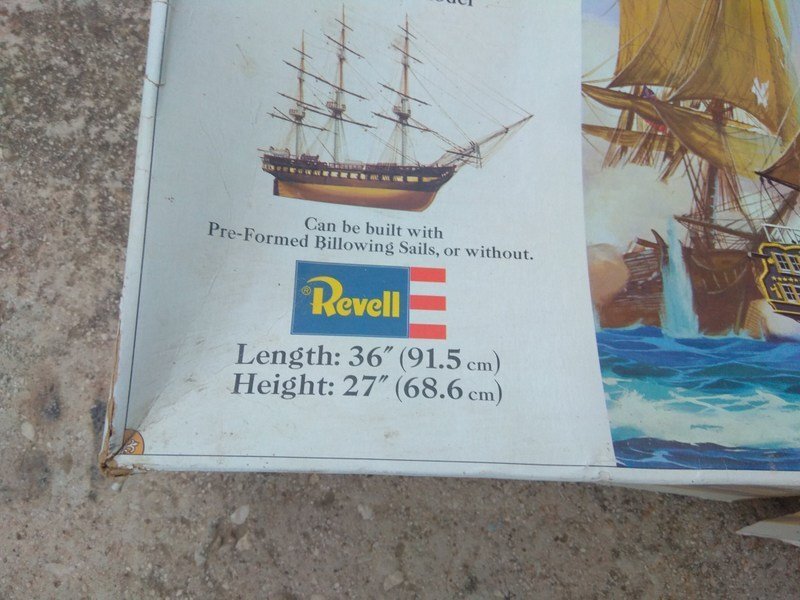 Can be built with
Pre-Formed Billowing Sails, or without.
® Revell
Length: 36″ (91.5 cm)
Height: 27″ (68.6 cm)